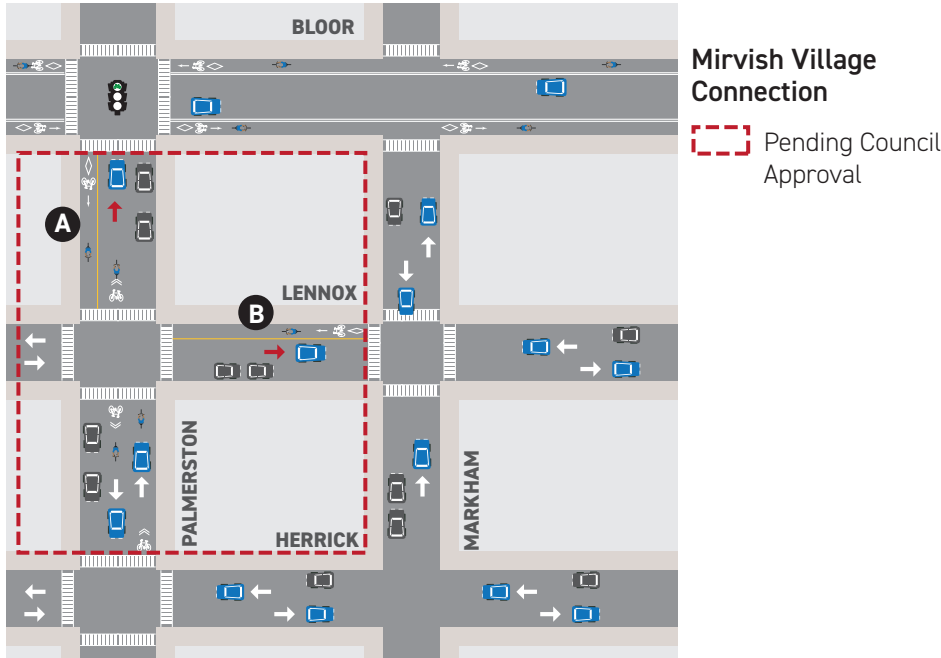 BLOOR
Mirvish Village
Connection
Pending Council
Approval
A
LENNOX
B
PALMERSTON
MARKHAM
HERRICK